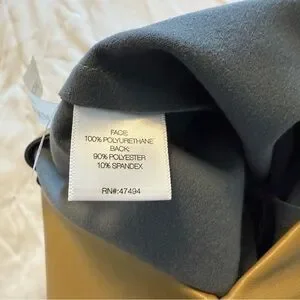 FACE:
100% POLYURETHANE
BACK:
90% POLYESTER
10% SPANDEX
RN#:47494